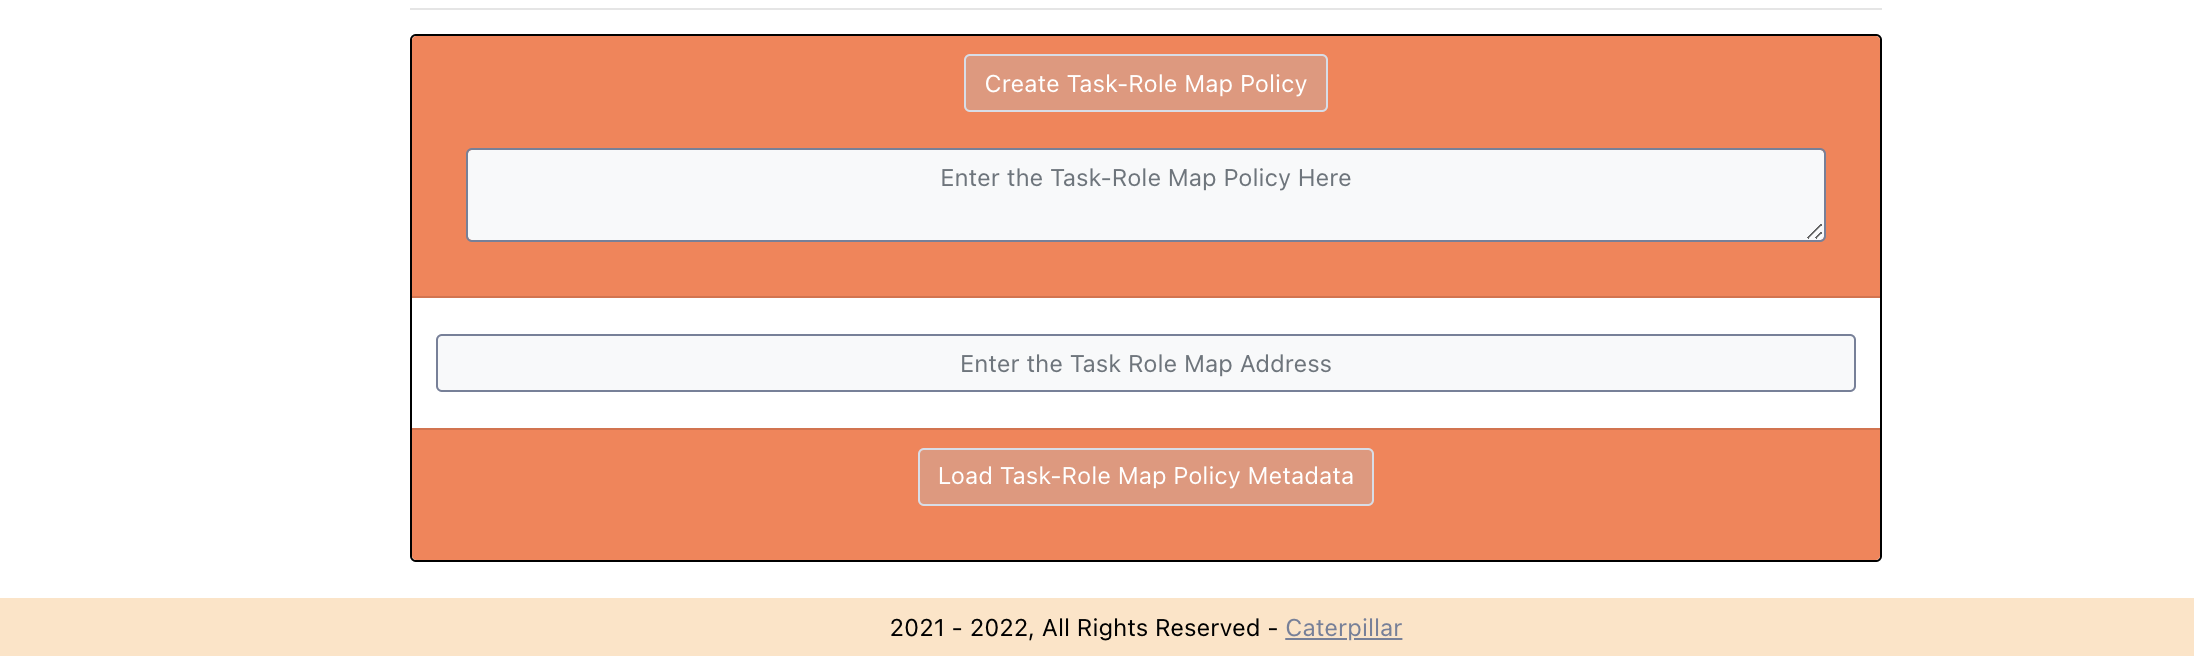 Create Task-Role Map Policy
Enter the Task-Role Map Policy Here
Enter the Task Role Map Address
Load Task-Role Map Policy Metadata
2021 - 2022, All Rights Reserved - Caterpillar